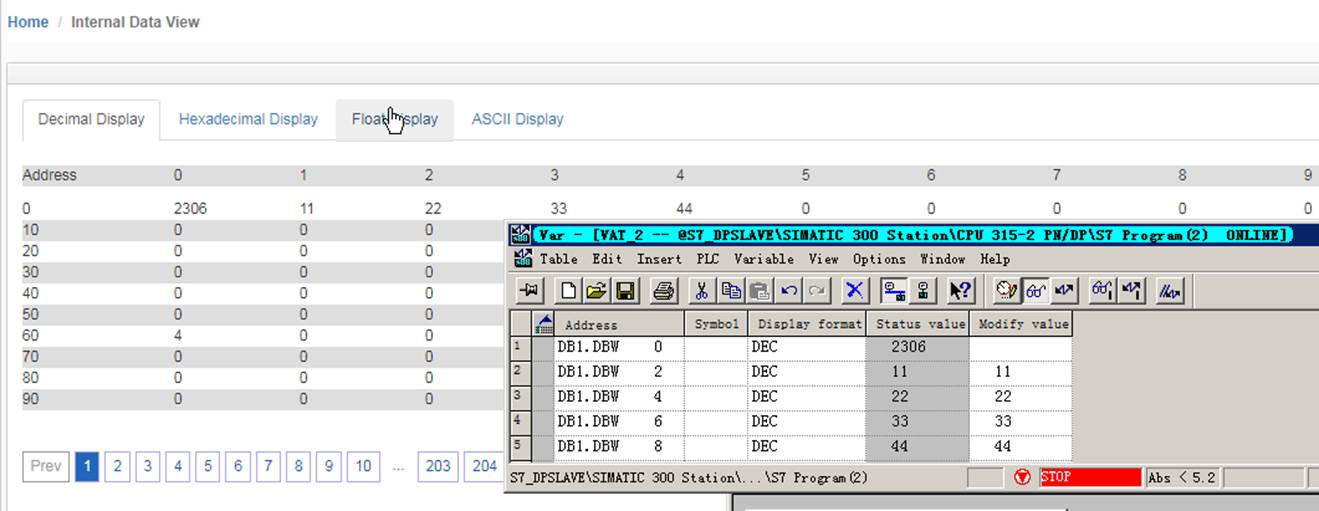 Home / Internal Data View
Decimal Display Hexadecimal Display Float Display ASCII Display
Address 0 1 2 3 4 5 6 7 8 9
0 2306 11 22 33 44 0 0 0 0 0
10 0 0 0
20 0 0 0
30 0 0 0
40 0 0 0
50 0 0 0
60 4 0 0
70 0 0 0
80 0 0 0
90 0 0 0
Prev 1 2 3 4 5 6 7 8 9 10 ... 203 204
Var - [VAT_2 -- @S7_DPSLAVE\SIMATIC 300 Station\CPU 315-2 PN/DP\S7 Program(2) ONLINE]
Table Edit Insert PLC Variable View Options Window Help
Address Symbol Display format Status value Modify value
1 DB1.DBW 0 DEC 2306
2 DB1.DBW 2 DEC 11 11
3 DB1.DBW 4 DEC 22 22
4 DB1.DBW 6 DEC 33 33
5 DB1.DBW 8 DEC 44 44
S7_DPSLAVE\SIMATIC 300 Station\...\S7 Program(2) STOP Abs < 5.2